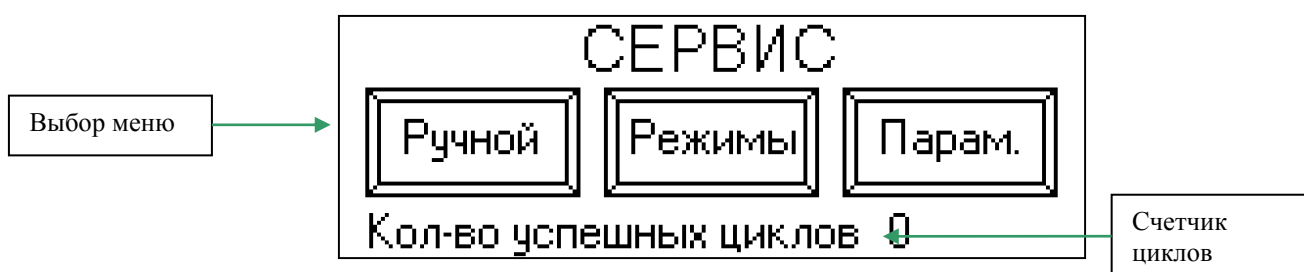 СЕРВИС
Выбор меню
Ручной Режимы Парам.
Кол-во успешных циклов 0
Счетчик
циклов